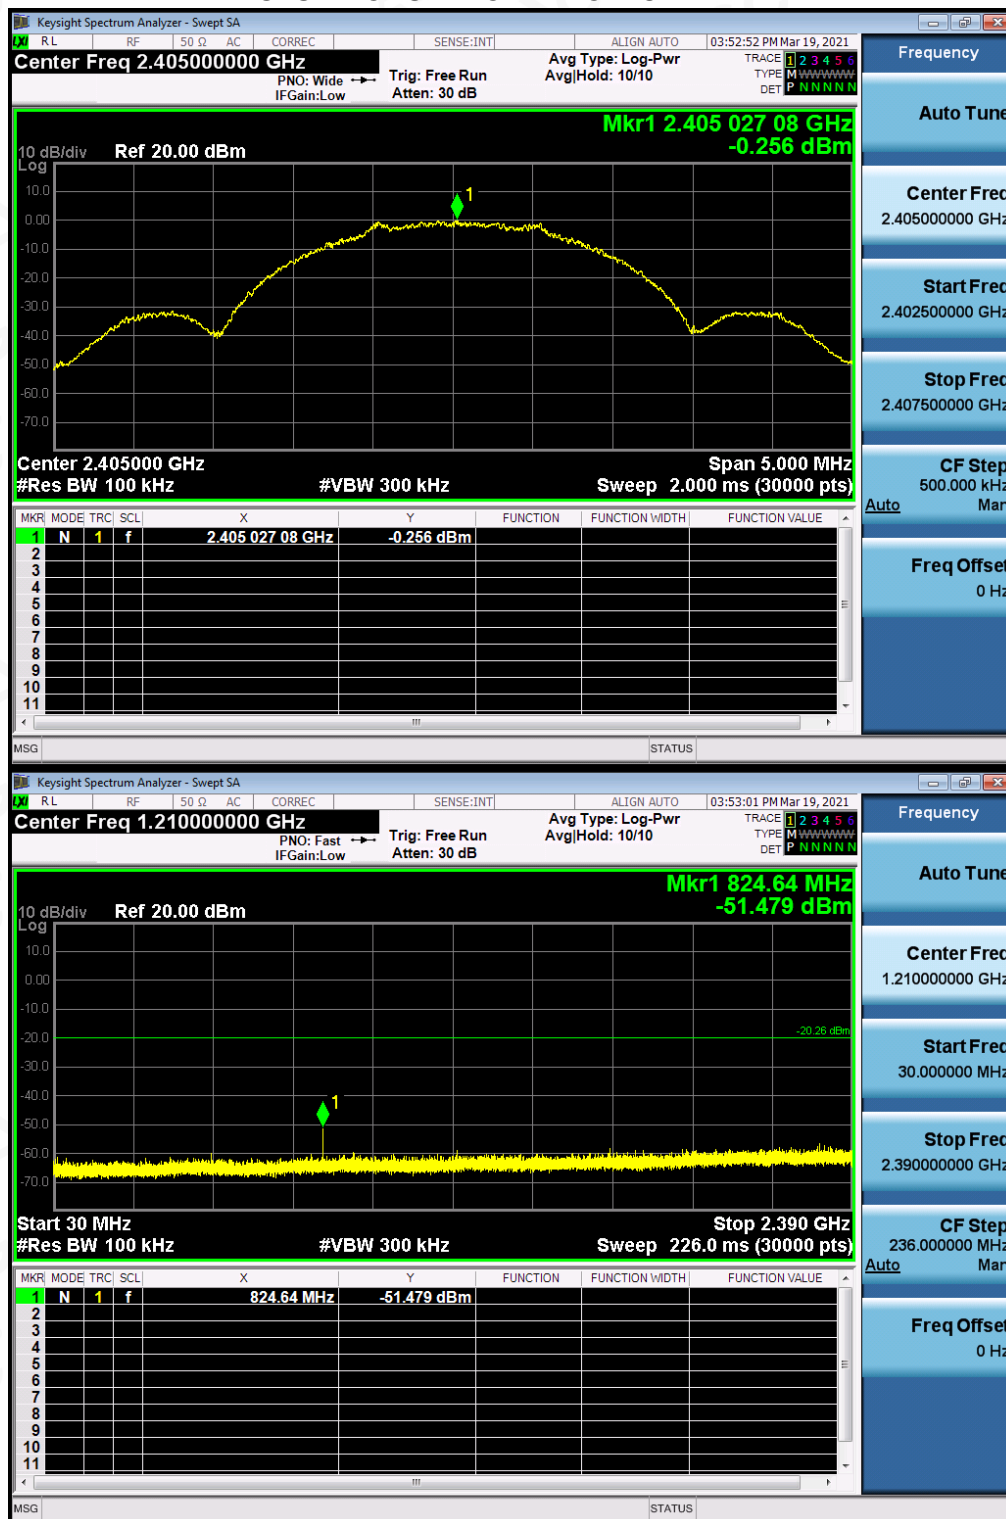 Keysight Spectrum Analyzer - Swept SA
LXI RL RF 50 Ω AC CORREC SENSE:INT ALIGN AUTO 03:52:52 PM Mar 19, 2021
Center Freq 2.405000000 GHz
PNO: Wide
IFGain:Low
Trig: Free Run
Atten: 30 dB
Avg Type: Log-Pwr
Avg|Hold: 10/10
TRACE 1 2 3 4 5 6
TYPE M WWWWW
DET P N N N N N
Mkr1 2.405 027 08 GHz
-0.256 dBm
10 dB/div Ref 20.00 dBm
Log
10.0
0.00
-10.0
-20.0
-30.0
-40.0
-50.0
-60.0
-70.0
1
Center 2.405000 GHz Span 5.000 MHz
#Res BW 100 kHz #VBW 300 kHz Sweep 2.000 ms (30000 pts)
MKR MODE TRC SCL X Y FUNCTION FUNCTION WIDTH FUNCTION VALUE
1 N 1 f 2.405 027 08 GHz -0.256 dBm
2
3
4
5
6
7
8
9
10
11
MSG STATUS
Frequency
Auto Tune
Center Freq
2.405000000 GHz
Start Freq
2.402500000 GHz
Stop Freq
2.407500000 GHz
CF Step
500.000 kHz
Auto Man
Freq Offset
0 Hz
Keysight Spectrum Analyzer - Swept SA
LXI RL RF 50 Ω AC CORREC SENSE:INT ALIGN AUTO 03:53:01 PM Mar 19, 2021
Center Freq 1.210000000 GHz
PNO: Fast
IFGain:Low
Trig: Free Run
Atten: 30 dB
Avg Type: Log-Pwr
Avg|Hold: 10/10
TRACE 1 2 3 4 5 6
TYPE M WWWWW
DET P N N N N N
Mkr1 824.64 MHz
-51.479 dBm
10 dB/div Ref 20.00 dBm
Log
10.0
0.00
-10.0
-20.0
-30.0
-40.0
-50.0
-60.0
-70.0
-20.26 dBm
1
Start 30 MHz Stop 2.390 GHz
#Res BW 100 kHz #VBW 300 kHz Sweep 226.0 ms (30000 pts)
MKR MODE TRC SCL X Y FUNCTION FUNCTION WIDTH FUNCTION VALUE
1 N 1 f 824.64 MHz -51.479 dBm
2
3
4
5
6
7
8
9
10
11
MSG STATUS
Frequency
Auto Tune
Center Freq
1.210000000 GHz
Start Freq
30.000000 MHz
Stop Freq
2.390000000 GHz
CF Step
236.000000 MHz
Auto Man
Freq Offset
0 Hz